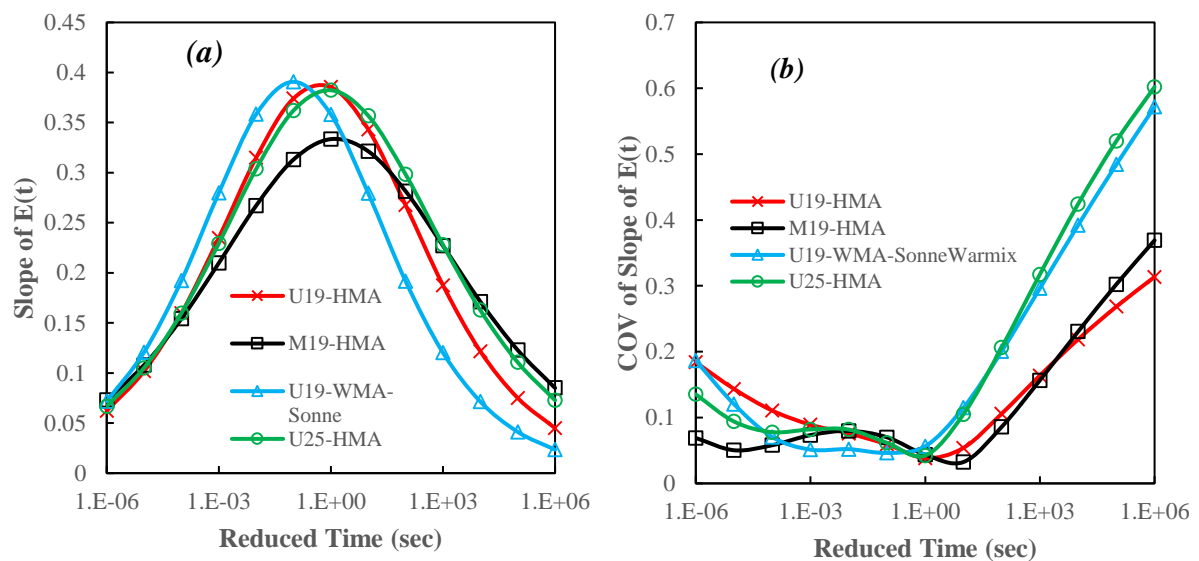 (a)
Slope of E(t)
0.45
0.4
0.35
0.3
0.25
0.2
0.15
0.1
0.05
0
U19-HMA
M19-HMA
U19-WMA-
Sonne
U25-HMA
1.E-06 1.E-03 1.E+00 1.E+03 1.E+06
Reduced Time (sec)
(b)
COV of Slope of E(t)
0.7
0.6
0.5
0.4
0.3
0.2
0.1
0
U19-HMA
M19-HMA
U19-WMA-SonneWarmix
U25-HMA
1.E-06 1.E-03 1.E+00 1.E+03 1.E+06
Reduced Time (sec)